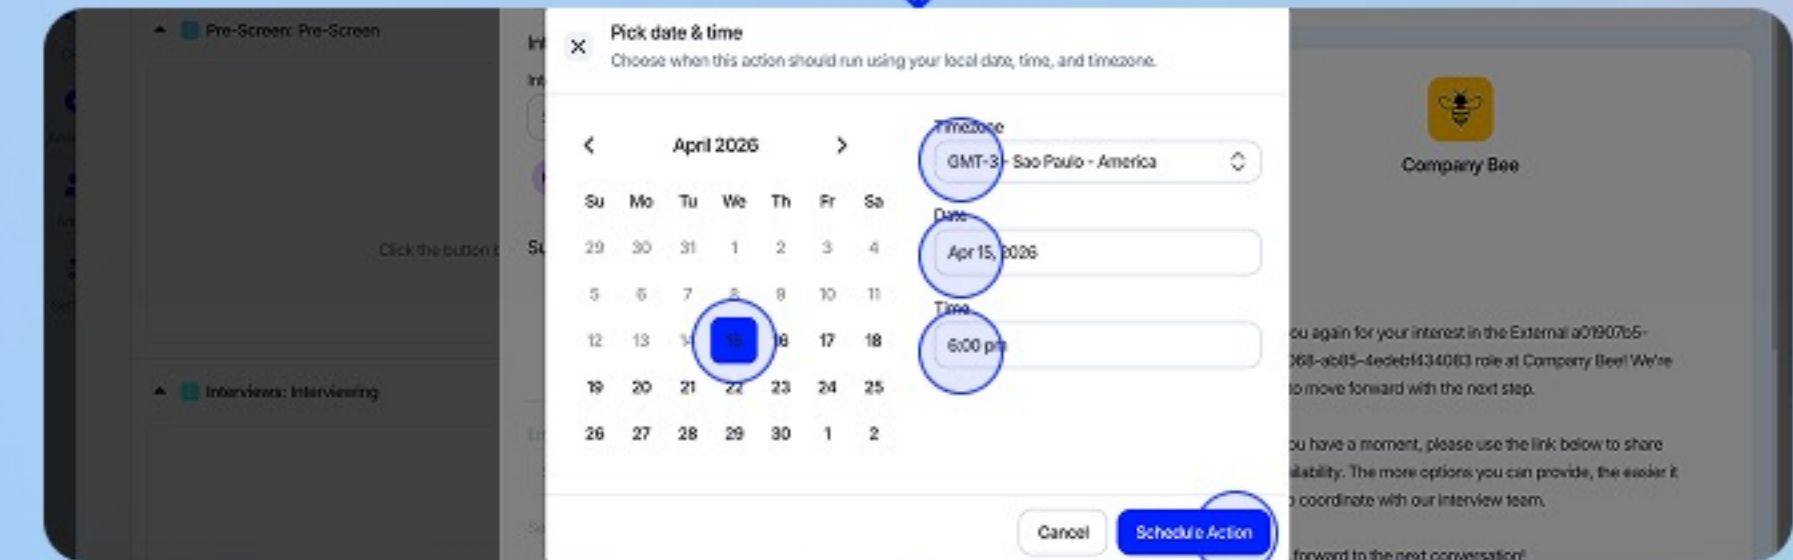 Pre-Screen: Pre-Screen
Click the button b
Interviews: Interviewing
Int
Int
Su
Pick date & time
Choose when this action should run using your local date, time, and timezone.
April 2026
Su Mo Tu We Th Fr Sa
29 30 31 1 2 3 4
5 6 7 8 9 10 11
12 13 14 15 16 17 18
19 20 21 22 23 24 25
26 27 28 29 30 1 2
Timezone
GMT-3 - Sao Paulo - America
Date
Apr 15, 2026
Time
6:00 pm
Cancel
Schedule Action
Company Bee
ou again for your interest in the External a01907b5-
068-ab85-4edebf434063 role at Company Bee! We're
to move forward with the next step.
ou have a moment, please use the link below to share
ilability. The more options you can provide, the easier it
o coordinate with our interview team.
forward to the next conversation!